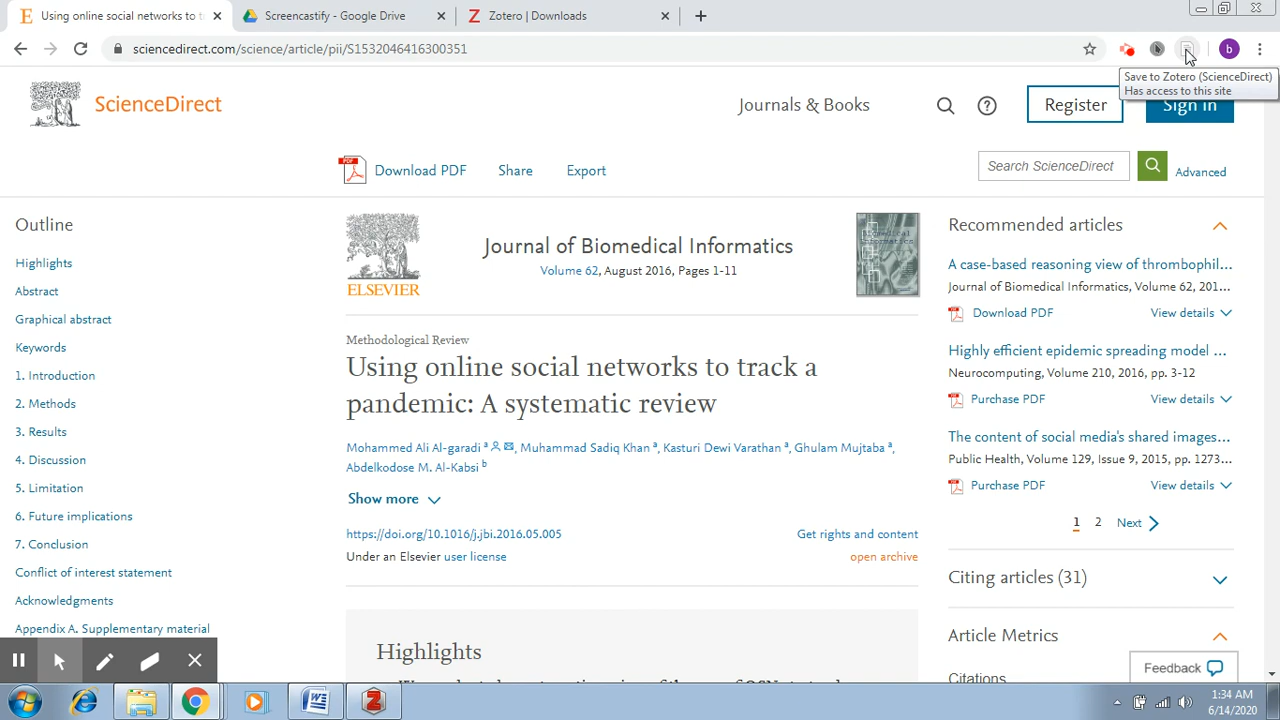 Using online social networks to t
Screencastify - Google Drive
Zotero | Downloads
sciencedirect.com/science/article/pii/S1532046416300351
b
Save to Zotero (ScienceDirect)
Has access to this site
ScienceDirect
Journals & Books
Register
Sign in
Download PDF
Share
Export
Search ScienceDirect
Advanced
Outline
Highlights
Abstract
Graphical abstract
Keywords
1. Introduction
2. Methods
3. Results
4. Discussion
5. Limitation
6. Future implications
7. Conclusion
Conflict of interest statement
Acknowledgments
Appendix A. Supplementary material
ELSEVIER
Journal of Biomedical Informatics
Volume 62, August 2016, Pages 1-11
Methodological Review
Using online social networks to track a
pandemic: A systematic review
Mohammed Ali Al-garadi a, Muhammad Sadiq Khan a, Kasturi Dewi Varathan a, Ghulam Mujtaba a,
Abdelkodose M. Al-Kabsi b
Show more
https://doi.org/10.1016/j.jbi.2016.05.005
Get rights and content
Under an Elsevier user license
open archive
Highlights
Recommended articles
A case-based reasoning view of thrombophil...
Journal of Biomedical Informatics, Volume 62, 201...
Download PDF
View details
Highly efficient epidemic spreading model ...
Neurocomputing, Volume 210, 2016, pp. 3-12
Purchase PDF
View details
The content of social media's shared images...
Public Health, Volume 129, Issue 9, 2015, pp. 1273...
Purchase PDF
View details
1 2 Next
Citing articles (31)
Article Metrics
Citations
Feedback
1:34 AM
6/14/2020